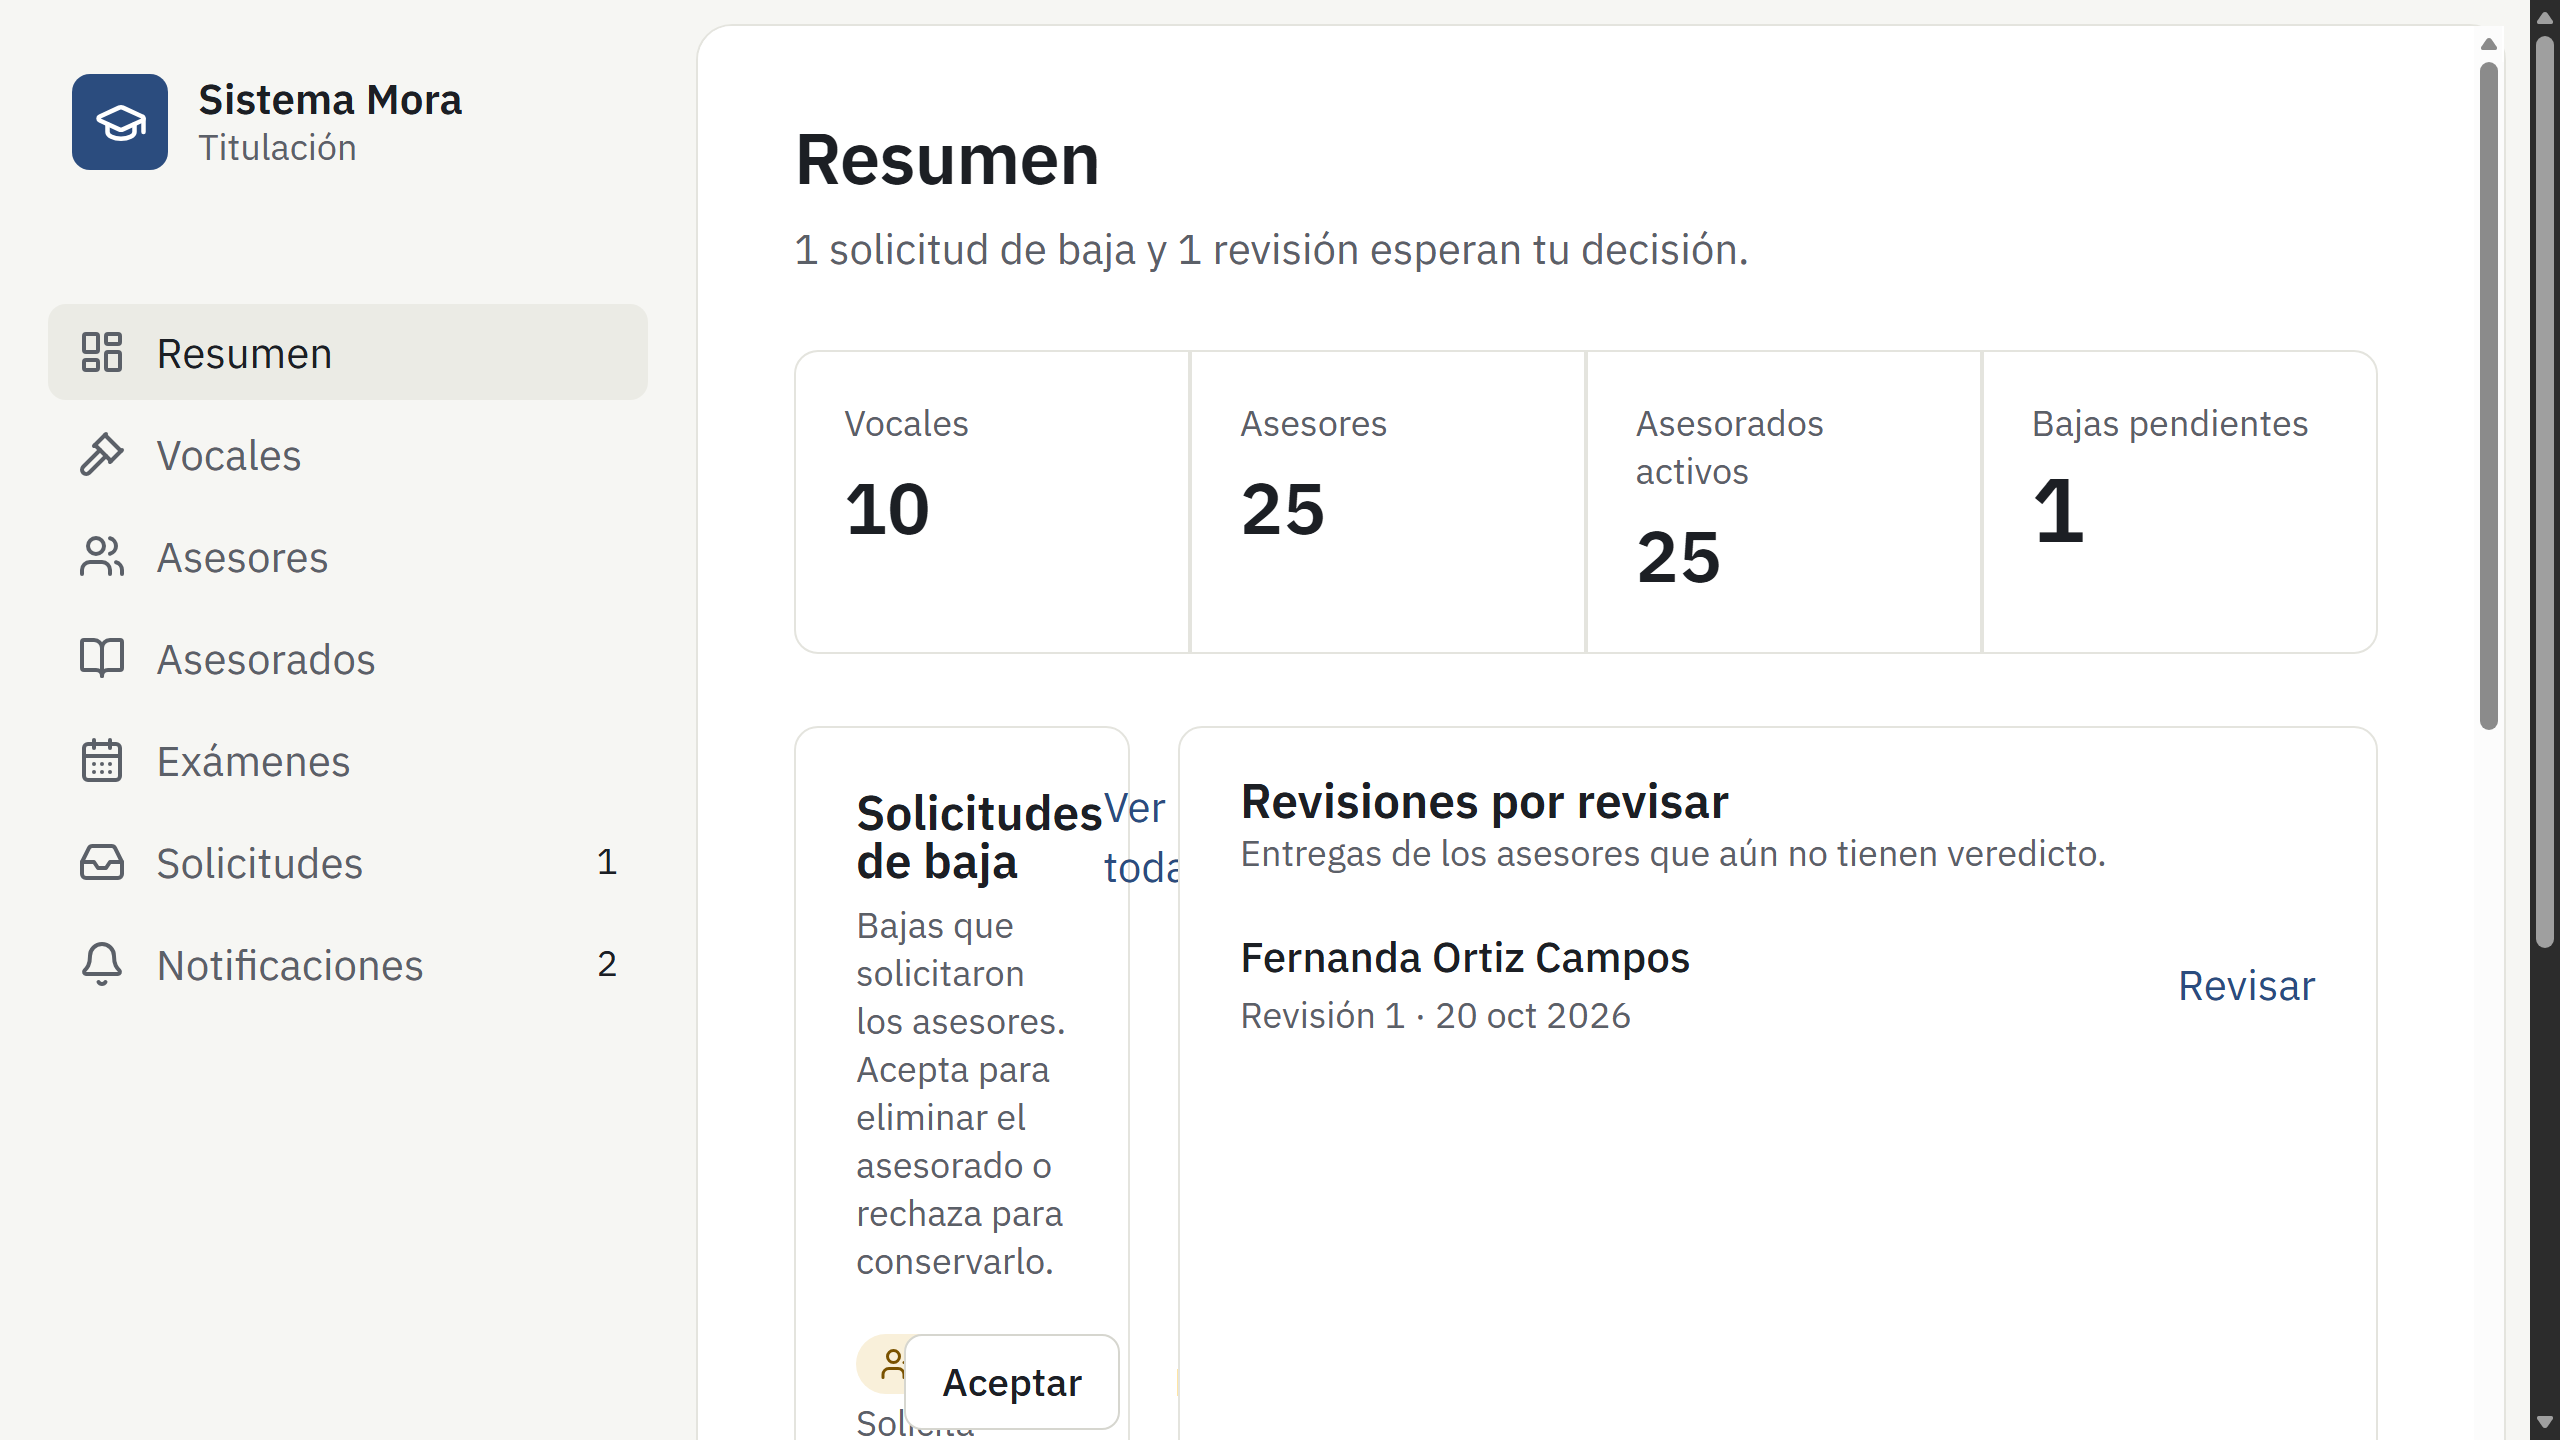 Sistema Mora
Titulación
Resumen
Vocales
Asesores
Asesorados
Exámenes
Solicitudes 1
Notificaciones 2
Resumen
1 solicitud de baja y 1 revisión esperan tu decisión.
Vocales
10
Asesores
25
Asesorados
activos
25
Bajas pendientes
1
Solicitudes
de baja
Ver
Bajas que
solicitaron
los asesores.
Acepta para
eliminar el
asesorado o
rechaza para
conservarlo.
Aceptar
Revisiones por revisar
Entregas de los asesores que aún no tienen veredicto.
Fernanda Ortiz Campos
Revisión 1 · 20 oct 2026
Revisar